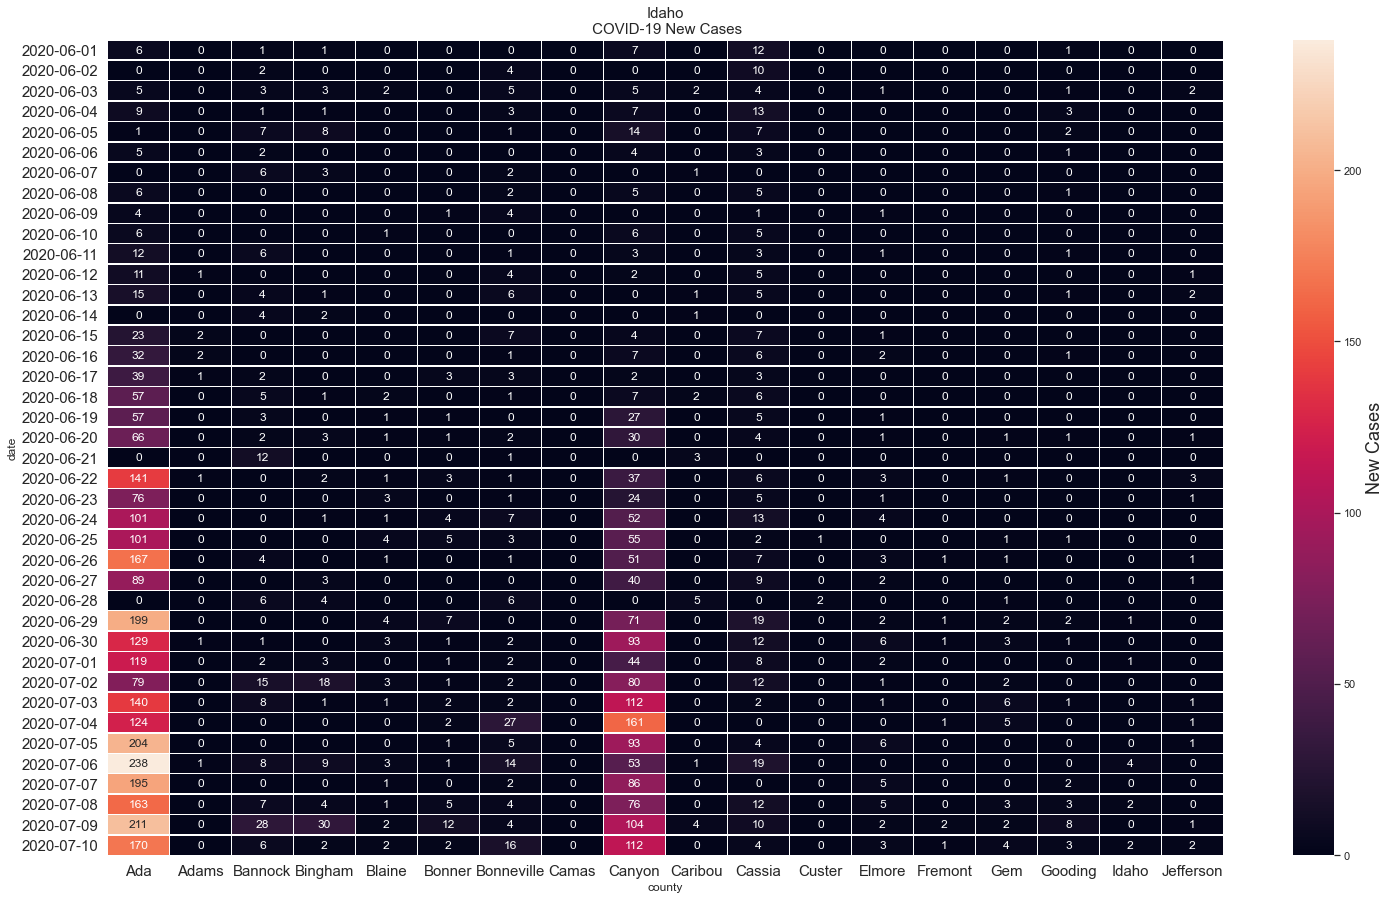 Idaho
COVID-19 New Cases
2020-06-01 6 0 1 1 0 0 0 0 7 0 12 0 0 0 0 1 0 0
2020-06-02 0 0 2 0 0 0 4 0 0 0 10 0 0 0 0 0 0 0
2020-06-03 5 0 3 3 2 0 5 0 5 2 4 0 1 0 0 1 0 2
2020-06-04 9 0 1 1 0 0 3 0 7 0 13 0 0 0 0 3 0 0
2020-06-05 1 0 7 8 0 0 1 0 14 0 7 0 0 0 0 2 0 0
2020-06-06 5 0 2 0 0 0 0 0 4 0 3 0 0 0 0 1 0 0
2020-06-07 0 0 6 3 0 0 2 0 0 1 0 0 0 0 0 0 0 0
2020-06-08 6 0 0 0 0 0 2 0 5 0 5 0 0 0 0 1 0 0
2020-06-09 4 0 0 0 0 1 4 0 0 0 1 0 1 0 0 0 0 0
2020-06-10 6 0 0 0 1 0 0 0 6 0 5 0 0 0 0 0 0 0
2020-06-11 12 0 6 0 0 0 1 0 3 0 3 0 1 0 0 1 0 0
2020-06-12 11 1 0 0 0 0 4 0 2 0 5 0 0 0 0 0 0 1
2020-06-13 15 0 4 1 0 0 6 0 0 1 5 0 0 0 0 1 0 2
2020-06-14 0 0 4 2 0 0 0 0 0 1 0 0 0 0 0 0 0 0
2020-06-15 23 2 0 0 0 0 7 0 4 0 7 0 1 0 0 0 0 0
2020-06-16 32 2 0 0 0 0 1 0 7 0 6 0 2 0 0 1 0 0
2020-06-17 39 1 2 0 0 3 3 0 2 0 3 0 0 0 0 0 0 0
2020-06-18 57 0 5 1 2 0 1 0 7 2 6 0 0 0 0 0 0 0
2020-06-19 57 0 3 0 1 1 0 0 27 0 5 0 1 0 0 0 0 0
2020-06-20 66 0 2 3 1 1 2 0 30 0 4 0 1 0 1 1 0 1
2020-06-21 0 0 12 0 0 0 1 0 0 3 0 0 0 0 0 0 0 0
2020-06-22 141 1 0 2 1 3 1 0 37 0 6 0 3 0 1 0 0 3
2020-06-23 76 0 0 0 3 0 1 0 24 0 5 0 1 0 0 0 0 1
2020-06-24 101 0 0 1 1 4 7 0 52 0 13 0 4 0 0 0 0 0
2020-06-25 101 0 0 0 4 5 3 0 55 0 2 1 0 0 1 1 0 0
2020-06-26 167 0 4 0 1 0 1 0 51 0 7 0 3 1 1 0 0 1
2020-06-27 89 0 0 3 0 0 0 0 40 0 9 0 2 0 0 0 0 1
2020-06-28 0 0 6 4 0 0 6 0 0 5 0 2 0 0 1 0 0 0
2020-06-29 199 0 0 0 4 7 0 0 71 0 19 0 2 1 2 2 1 0
2020-06-30 129 1 1 0 3 1 2 0 93 0 12 0 6 1 3 1 0 0
2020-07-01 119 0 2 3 0 1 2 0 44 0 8 0 2 0 0 0 1 0
2020-07-02 79 0 15 18 3 1 2 0 80 0 12 0 1 0 2 0 0 0
2020-07-03 140 0 8 1 1 2 2 0 112 0 2 0 1 0 6 1 0 1
2020-07-04 124 0 0 0 0 2 27 0 161 0 0 0 0 1 5 0 0 1
2020-07-05 204 0 0 0 0 1 5 0 93 0 4 0 6 0 0 0 0 1
2020-07-06 238 1 8 9 3 1 14 0 53 1 19 0 0 0 0 0 4 0
2020-07-07 195 0 0 0 1 0 2 0 86 0 0 0 5 0 0 2 0 0
2020-07-08 163 0 7 4 1 5 4 0 76 0 12 0 5 0 3 3 2 0
2020-07-09 211 0 28 30 2 12 4 0 104 4 10 0 2 2 2 8 0 1
2020-07-10 170 0 6 2 2 2 16 0 112 0 4 0 3 1 4 3 2 2
Ada Adams Bannock Bingham Blaine Bonner Bonneville Camas Canyon Caribou Cassia Custer Elmore Fremont Gem Gooding Idaho Jefferson
county
date
200
150
100
50
0
New Cases